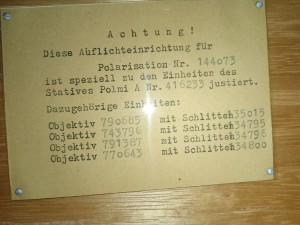 Achtung!
Diese Auflichteinrichtung für
Polarisation Nr. 144073
ist speziell zu den Einheiten des
Statives Polmi A Nr. 416233 justiert.
Dazugehörige Einheiten:
Objektiv 790685 mit Schlitten 35015
Objektiv 743796 mit Schlitten 34795
Objektiv 791387 mit Schlitten 34798
Objektiv 770643 mit Schlitten 34800